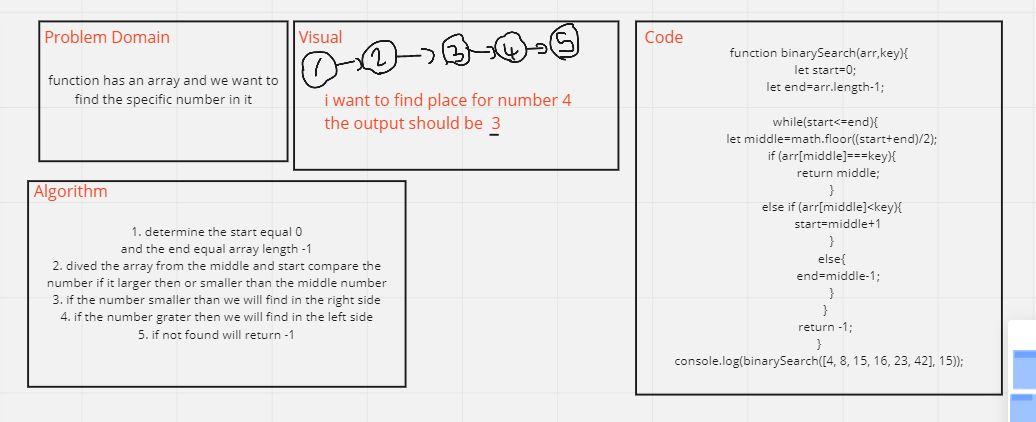 Problem Domain
function has an array and we want to
find the specific number in it
Visual
1 2 3 4 5
i want to find place for number 4
the output should be 3
Algorithm
1. determine the start equal 0
and the end equal array length -1
2. dived the array from the middle and start compare the
number if it larger then or smaller than the middle number
3. if the number smaller than we will find in the right side
4. if the number grater then we will find in the left side
5. if not found will return -1
Code
function binarySearch(arr,key){
let start=0;
let end=arr.length-1;
while(start<=end){
let middle=math.floor((start+end)/2);
if (arr[middle]===key){
return middle;
}
else if (arr[middle]<key){
start=middle+1
}
else{
end=middle-1;
}
}
return -1;
}
console.log(binarySearch([4, 8, 15, 16, 23, 42], 15));